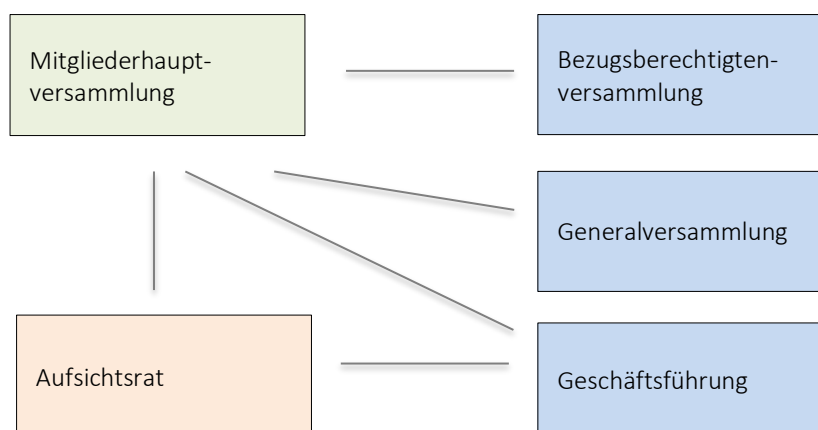 Mitgliederhaupt-
versammlung
Bezugsberechtigten-
versammlung
Generalversammlung
Aufsichtsrat
Geschäftsführung